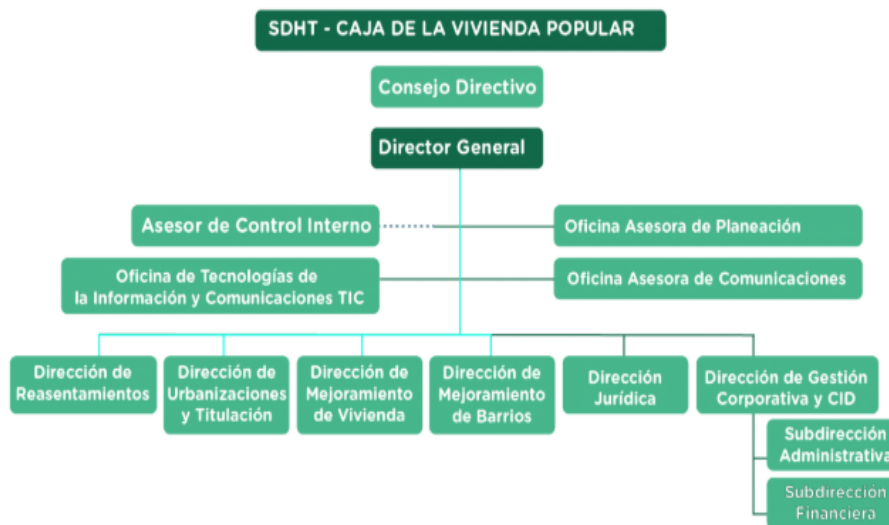 SDHT - CAJA DE LA VIVIENDA POPULAR
Consejo Directivo
Director General
Asesor de Control Interno
Oficina Asesora de Planeación
Oficina de Tecnologías de
la Información y Comunicaciones TIC
Oficina Asesora de Comunicaciones
Dirección de
Reasentamientos
Dirección de
Urbanizaciones
y Titulación
Dirección de
Mejoramiento
de Vivienda
Dirección de
Mejoramiento
de Barrios
Dirección
Jurídica
Dirección de Gestión
Corporativa y CID
Subdirección
Administrativa
Subdirección
Financiera